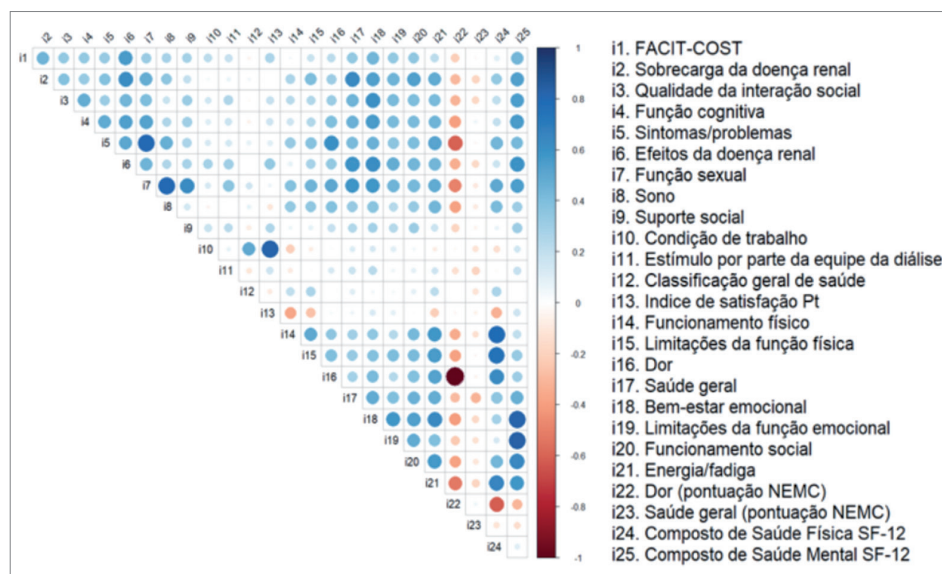 i2 i3 i4 i5 i6 i7 i8 i9 i10 i11 i12 i13 i14 i15 i16 i17 i18 i19 i20 i21 i22 i23 i24 i25
i1
i2
i3
i4
i5
i6
i7
i8
i9
i10
i11
i12
i13
i14
i15
i16
i17
i18
i19
i20
i21
i22
i23
i24
1
0.8
0.6
0.4
0.2
0
-0.2
-0.4
-0.6
-0.8
-1
i1. FACIT-COST
i2. Sobrecarga da doença renal
i3. Qualidade da interação social
i4. Função cognitiva
i5. Sintomas/problemas
i6. Efeitos da doença renal
i7. Função sexual
i8. Sono
i9. Suporte social
i10. Condição de trabalho
i11. Estímulo por parte da equipe da diálise
i12. Classificação geral de saúde
i13. Indice de satisfação Pt
i14. Funcionamento físico
i15. Limitações da função física
i16. Dor
i17. Saúde geral
i18. Bem-estar emocional
i19. Limitações da função emocional
i20. Funcionamento social
i21. Energia/fadiga
i22. Dor (pontuação NEMC)
i23. Saúde geral (pontuação NEMC)
i24. Composto de Saúde Física SF-12
i25. Composto de Saúde Mental SF-12